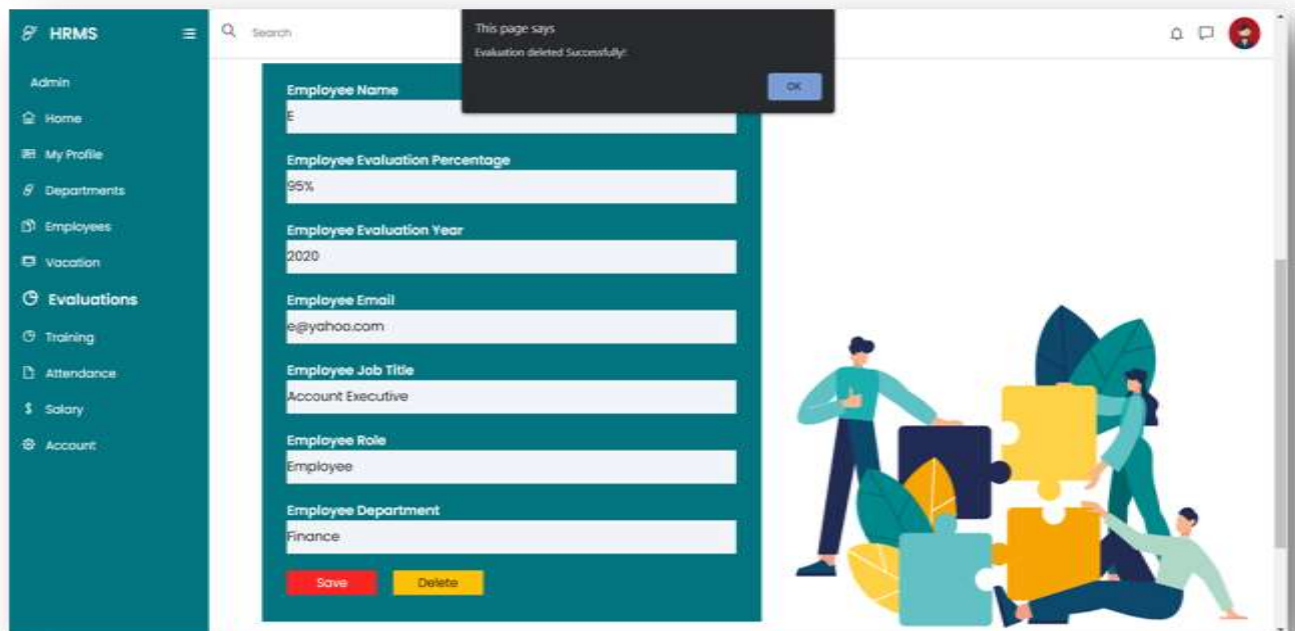 HRMS
Search
This page says
Evaluation deleted Successfully!
OK
Admin
Home
My Profile
Departments
Employees
Vacation
Evaluations
Training
Attendance
$ Salary
Account
Employee Name
E
Employee Evaluation Percentage
95%
Employee Evaluation Year
2020
Employee Email
e@yahoo.com
Employee Job Title
Account Executive
Employee Role
Employee
Employee Department
Finance
Save Delete